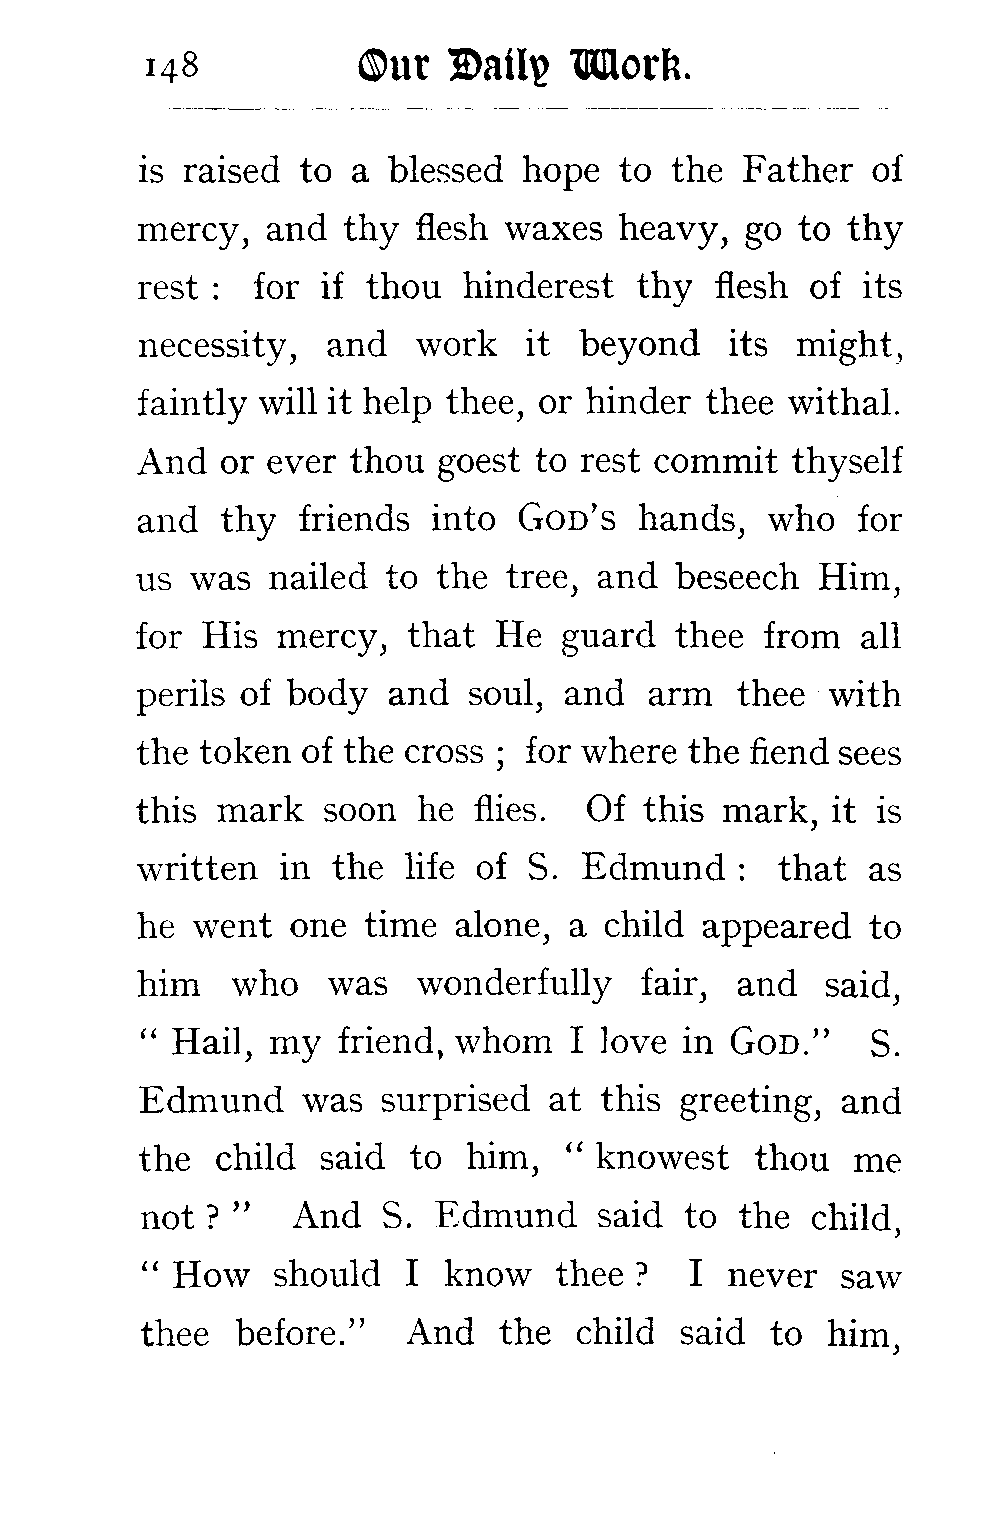 148 Our Daily Work.
is raised to a blessed hope to the Father of
mercy, and thy flesh waxes heavy, go to thy
rest : for if thou hinderest thy flesh of its
necessity, and work it beyond its might,
faintly will it help thee, or hinder thee withal.
And or ever thou goest to rest commit thyself
and thy friends into GOD'S hands, who for
us was nailed to the tree, and beseech Him,
for His mercy, that He guard thee from all
perils of body and soul, and arm thee with
the token of the cross ; for where the fiend sees
this mark soon he flies. Of this mark, it is
written in the life of S. Edmund : that as
he went one time alone, a child appeared to
him who was wonderfully fair, and said,
“ Hail, my friend, whom I love in GOD.” S.
Edmund was surprised at this greeting, and
the child said to him, “ knowest thou me
not ? ” And S. Edmund said to the child,
“ How should I know thee ? I never saw
thee before.” And the child said to him,